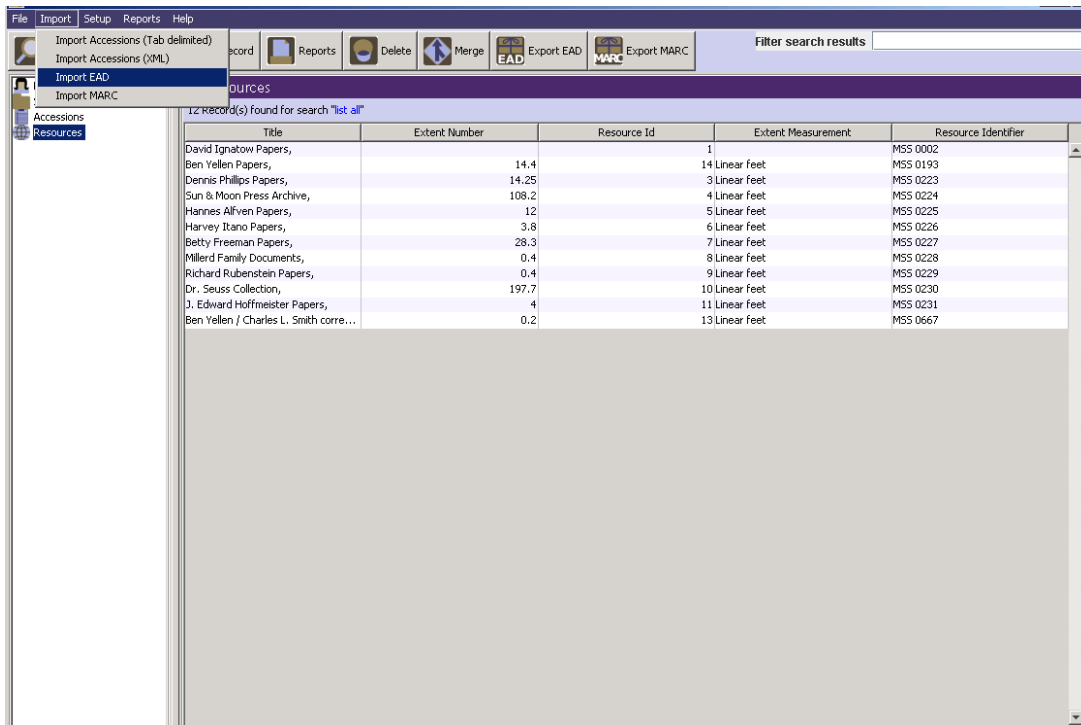 File Import Setup Reports Help
Import Accessions (Tab delimited)
Import Accessions (XML)
Import EAD
Import MARC
ecord Reports Delete Merge EAD Export EAD MARC Export MARC Filter search results
ources
12 Record(s) found for search "list all"
Accessions
Resources
Title Extent Number Resource Id Extent Measurement Resource Identifier
David Ignatow Papers, 1 MSS 0002
Ben Yellen Papers, 14.4 14 Linear feet MSS 0193
Dennis Phillips Papers, 14.25 3 Linear feet MSS 0223
Sun & Moon Press Archive, 108.2 4 Linear feet MSS 0224
Hannes Alfven Papers, 12 5 Linear feet MSS 0225
Harvey Itano Papers, 3.8 6 Linear feet MSS 0226
Betty Freeman Papers, 28.3 7 Linear feet MSS 0227
Millerd Family Documents, 0.4 8 Linear feet MSS 0228
Richard Rubenstein Papers, 0.4 9 Linear feet MSS 0229
Dr. Seuss Collection, 197.7 10 Linear feet MSS 0230
J. Edward Hoffmeister Papers, 4 11 Linear feet MSS 0231
Ben Yellen / Charles L. Smith corre... 0.2 13 Linear feet MSS 0667